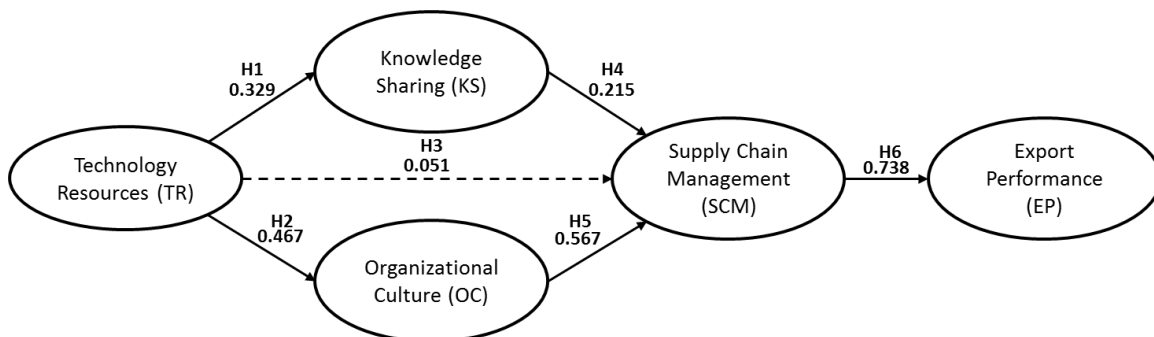 Knowledge
Sharing (KS)
H1
0.329
H4
0.215
H3
0.051
Technology
Resources (TR)
Supply Chain
Management
(SCM)
H6
0.738
Export
Performance
(EP)
H2
0.467
H5
0.567
Organizational
Culture (OC)